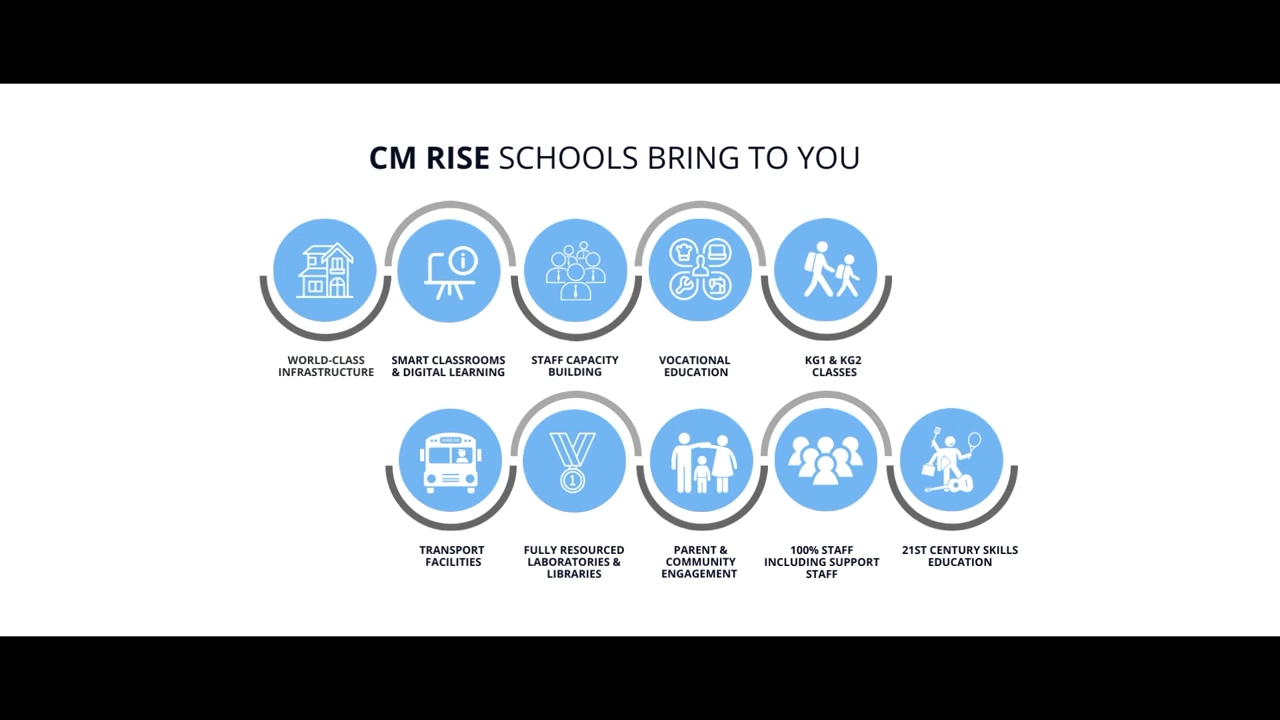 CM RISE SCHOOLS BRING TO YOU
WORLD-CLASS
INFRASTRUCTURE
SMART CLASSROOMS
& DIGITAL LEARNING
STAFF CAPACITY
BUILDING
VOCATIONAL
EDUCATION
KG1 & KG2
CLASSES
TRANSPORT
FACILITIES
1
FULLY RESOURCED
LABORATORIES &
LIBRARIES
PARENT &
COMMUNITY
ENGAGEMENT
100% STAFF
INCLUDING SUPPORT
STAFF
21ST CENTURY SKILLS
EDUCATION